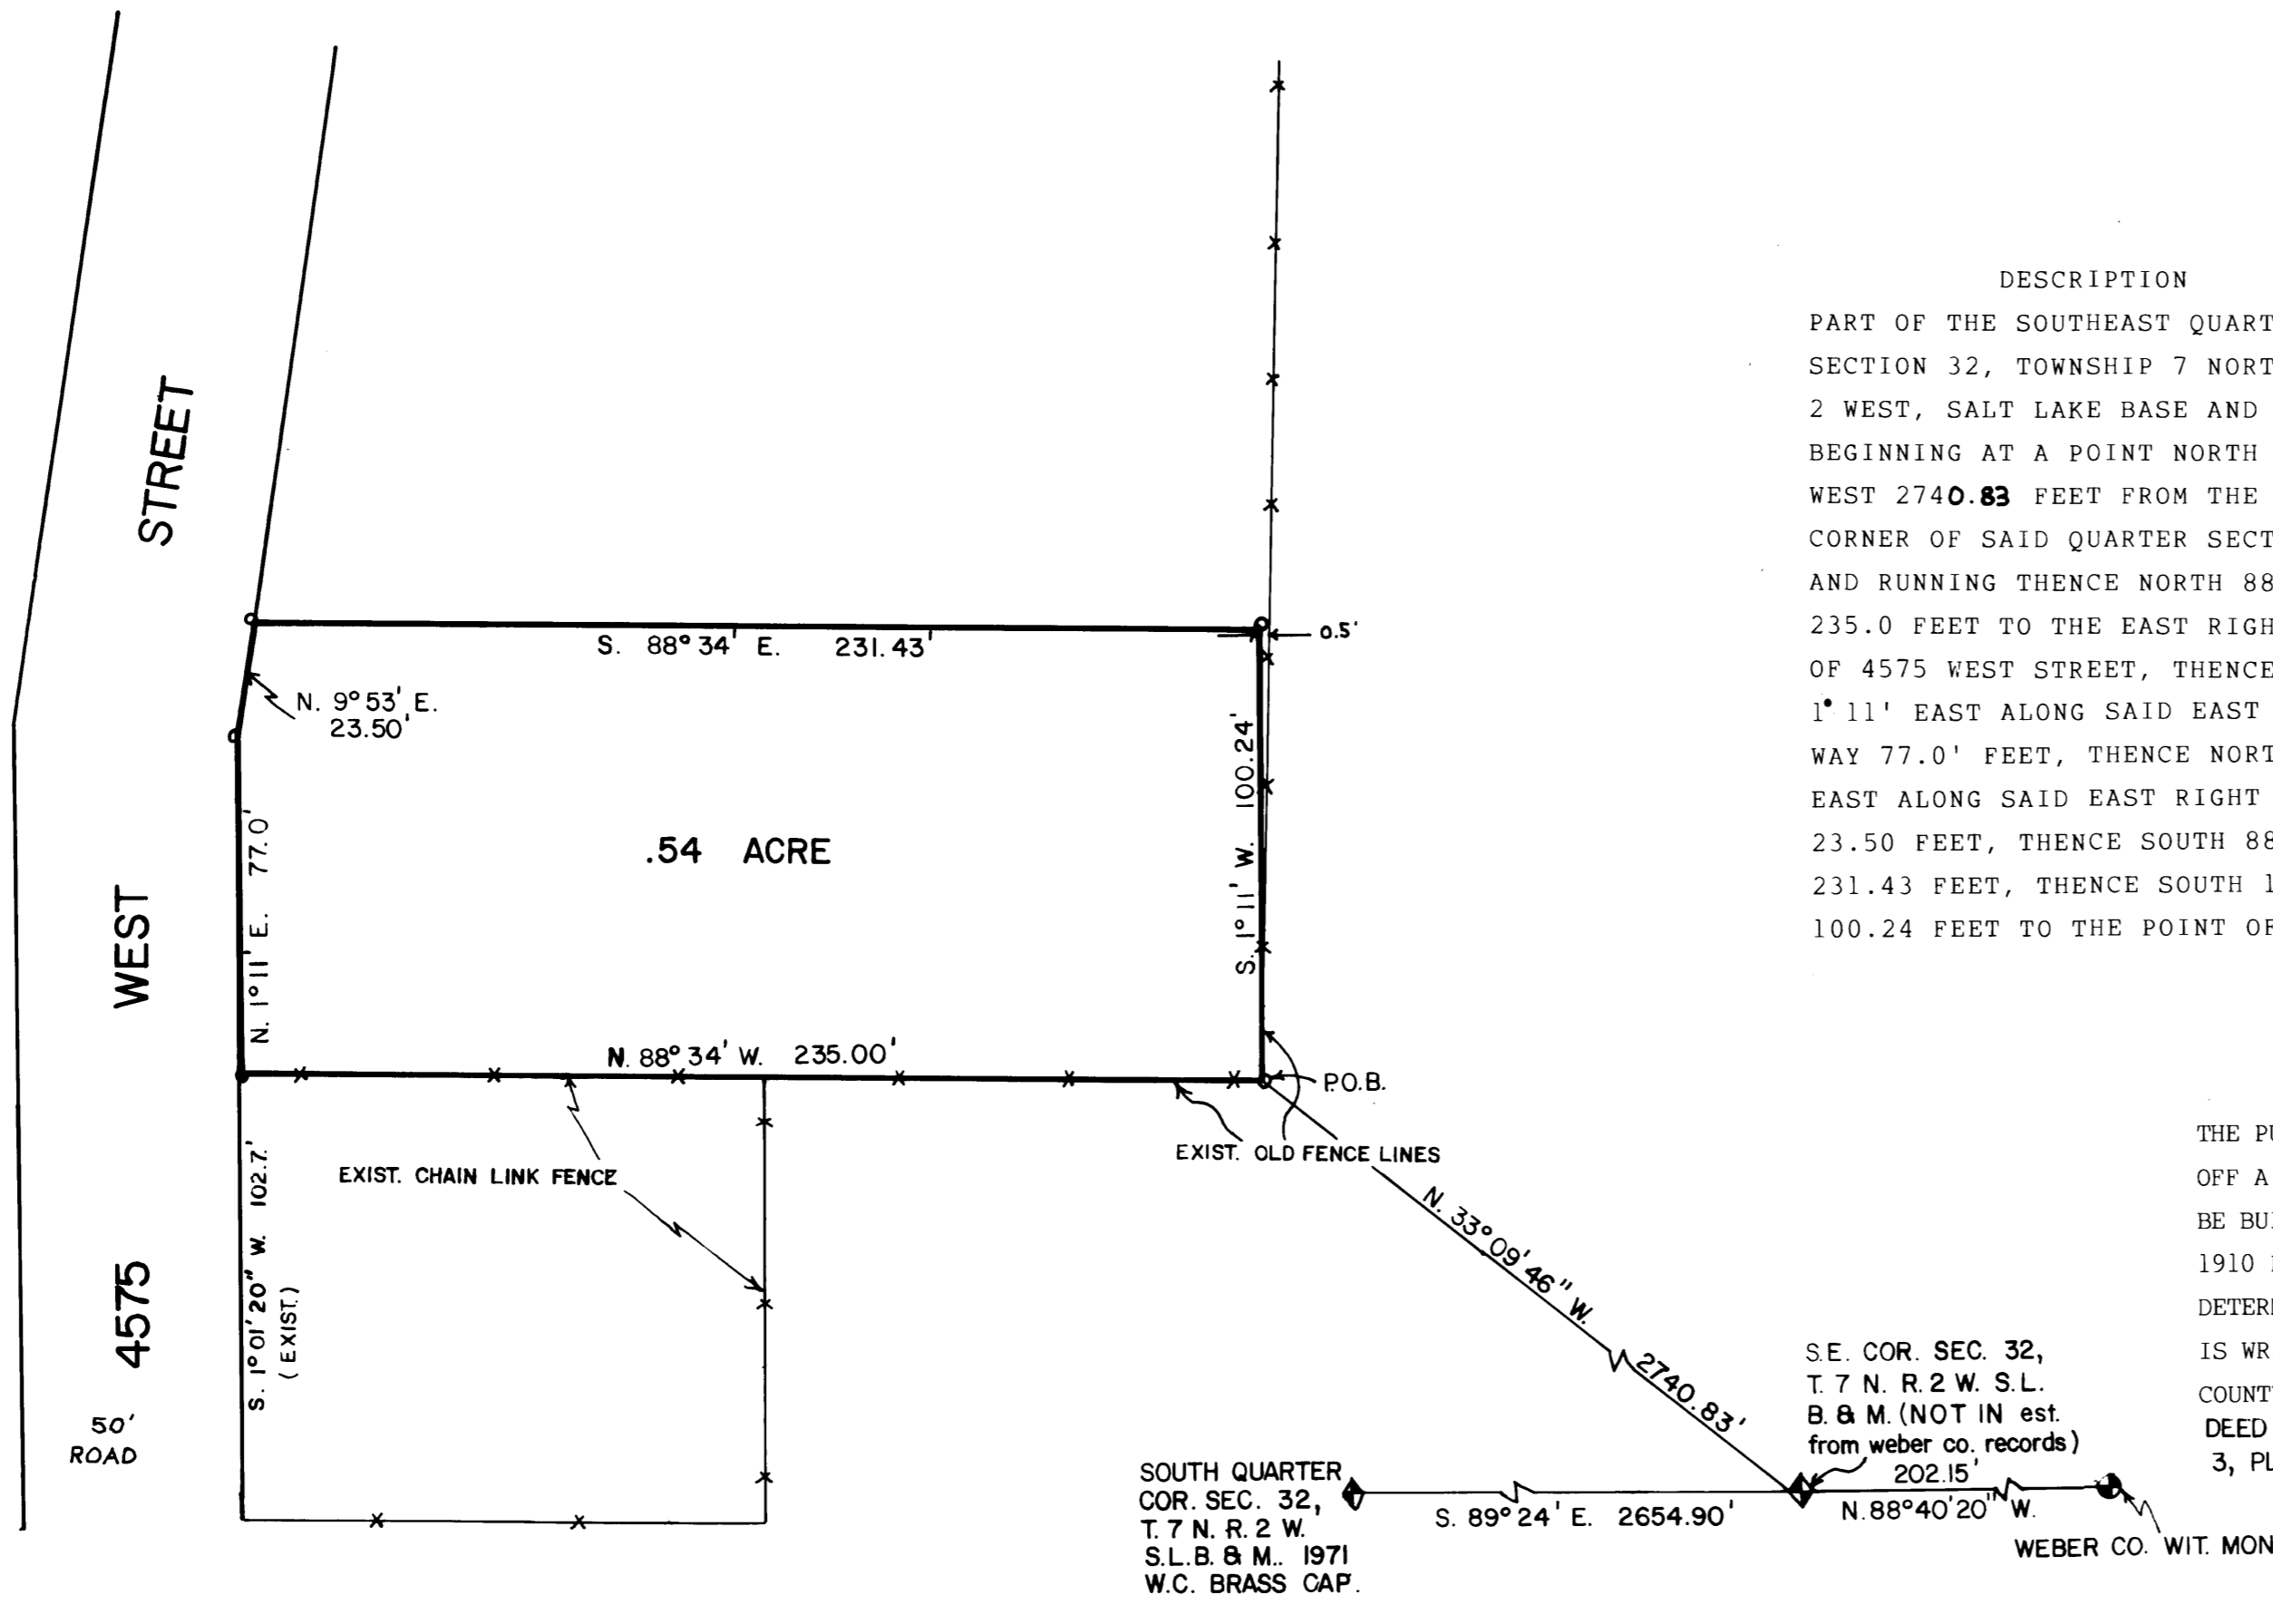 STREET
WEST
4575
50'
ROAD
S. 88°34' E. 231.43'
0.5'
N. 9°53' E.
23.50'
N. 1°11' E. 77.0'
.54 ACRE
S. 1°11' W. 100.24'
N. 88°34' W. 235.00'
P.O.B.
EXIST. OLD FENCE LINES
EXIST. CHAIN LINK FENCE
S. 1°01'20" W. 102.7.'
(EXIST.)
N. 33°09'46" W.
2740.83'
S.E. COR. SEC. 32,
T. 7 N. R. 2 W. S.L.
B. & M. (NOT IN est.
from weber co. records)
202.15'
N. 88°40'20" W.
WEBER CO. WIT. MON
SOUTH QUARTER
COR. SEC. 32,
T. 7 N. R. 2 W.
S.L.B. & M.. 1971
W.C. BRASS CAP.
S. 89°24' E. 2654.90'
DESCRIPTION
PART OF THE SOUTHEAST QUART
SECTION 32, TOWNSHIP 7 NORT
2 WEST, SALT LAKE BASE AND
BEGINNING AT A POINT NORTH
WEST 2740.83 FEET FROM THE
CORNER OF SAID QUARTER SECT
AND RUNNING THENCE NORTH 88
235.0 FEET TO THE EAST RIGH
OF 4575 WEST STREET, THENCE
1° 11' EAST ALONG SAID EAST
WAY 77.0' FEET, THENCE NORT
EAST ALONG SAID EAST RIGHT
23.50 FEET, THENCE SOUTH 88
231.43 FEET, THENCE SOUTH 1
100.24 FEET TO THE POINT OF
THE PU
OFF A
BE BUI
1910
DETER
IS WR
COUNT
DEED
3, PL